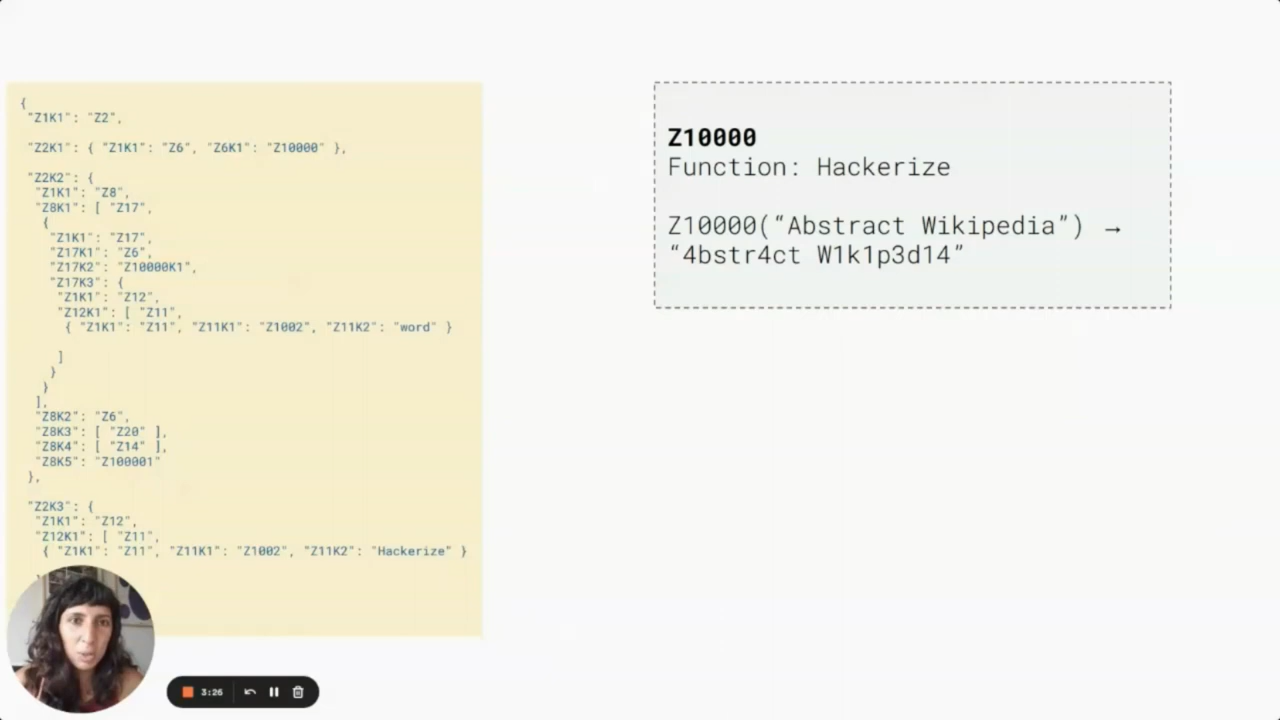 {
"Z1K1": "Z2",
"Z2K1": { "Z1K1": "Z6", "Z6K1": "Z10000" },
"Z2K2": {
"Z1K1": "Z8",
"Z8K1": [ "Z17",
{
"Z1K1": "Z17",
"Z17K1": "Z6",
"Z17K2": "Z10000K1",
"Z17K3": {
"Z1K1": "Z12",
"Z12K1": [ "Z11",
{ "Z1K1": "Z11", "Z11K1": "Z1002", "Z11K2": "word" }
]
}
}
],
"Z8K2": "Z6",
"Z8K3": [ "Z20" ],
"Z8K4": [ "Z14" ],
"Z8K5": "Z100001"
},
"Z2K3": {
"Z1K1": "Z12",
"Z12K1": [ "Z11",
{ "Z1K1": "Z11", "Z11K1": "Z1002", "Z11K2": "Hackerize" }
Z10000
Function: Hackerize
Z10000(“Abstract Wikipedia”) →
“4bstr4ct W1k1p3d14”
3:26